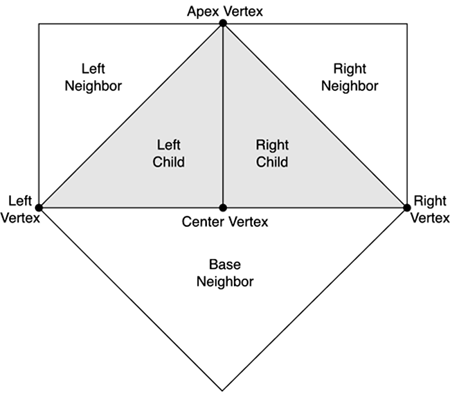 Apex Vertex
Left
Neighbor
Right
Neighbor
Left
Child
Right
Child
Left
Vertex
Center Vertex
Right
Vertex
Base
Neighbor